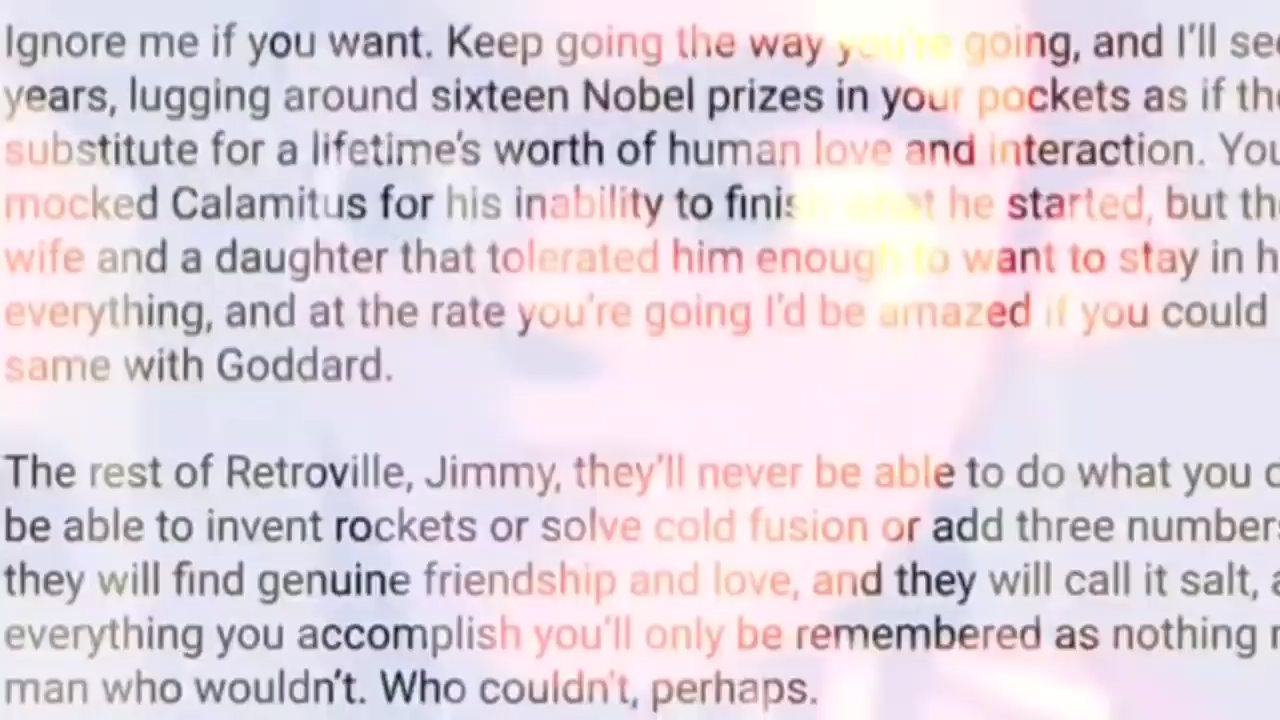 Ignore me if you want. Keep going the way you're going, and I'll see
years, lugging around sixteen Nobel prizes in your pockets as if the
substitute for a lifetime's worth of human love and interaction. You
mocked Calamitus for his inability to finish what he started, but th
wife and a daughter that tolerated him enough to want to stay in h
everything, and at the rate you're going I'd be amazed if you could
same with Goddard.
The rest of Retroville, Jimmy, they'll never be able to do what you
be able to invent rockets or solve cold fusion or add three numbers
they will find genuine friendship and love, and they will call it salt,
everything you accomplish you'll only be remembered as nothing
man who wouldn't. Who couldn't, perhaps.